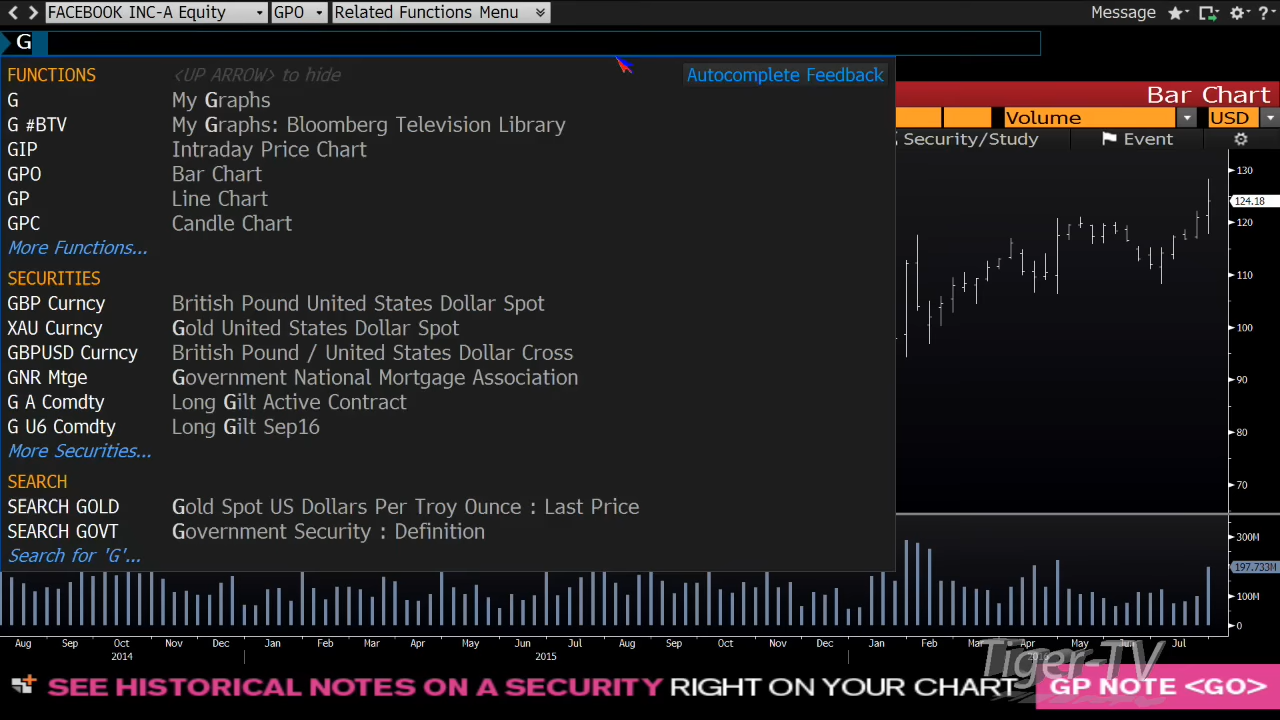 FACEBOOK INC-A Equity GPO Related Functions Menu Message ?
G
FUNCTIONS <UP ARROW> to hide Autocomplete Feedback
G My Graphs
G #BTV My Graphs: Bloomberg Television Library
GIP Intraday Price Chart
GPO Bar Chart
GP Line Chart
GPC Candle Chart
More Functions...
SECURITIES
GBP Curncy British Pound United States Dollar Spot
XAU Curncy Gold United States Dollar Spot
GBPUSD Curncy British Pound / United States Dollar Cross
GNR Mtge Government National Mortgage Association
G A Comdty Long Gilt Active Contract
G U6 Comdty Long Gilt Sep16
More Securities...
SEARCH
SEARCH GOLD Gold Spot US Dollars Per Troy Ounce : Last Price
SEARCH GOVT Government Security : Definition
Search for 'G'...
Bar Chart
Volume USD
Security/Study Event
130
124.18
120
110
100
90
80
70
300M
197.733M
100M
0
Aug Sep Oct Nov Dec Jan Feb Mar Apr May Jun Jul Aug Sep Oct Nov Dec Jan Feb Mar Apr May Jun Jul
2014 2015 2016
Tiger-TV
SEE HISTORICAL NOTES ON A SECURITY RIGHT ON YOUR CHART GP NOTE <GO>